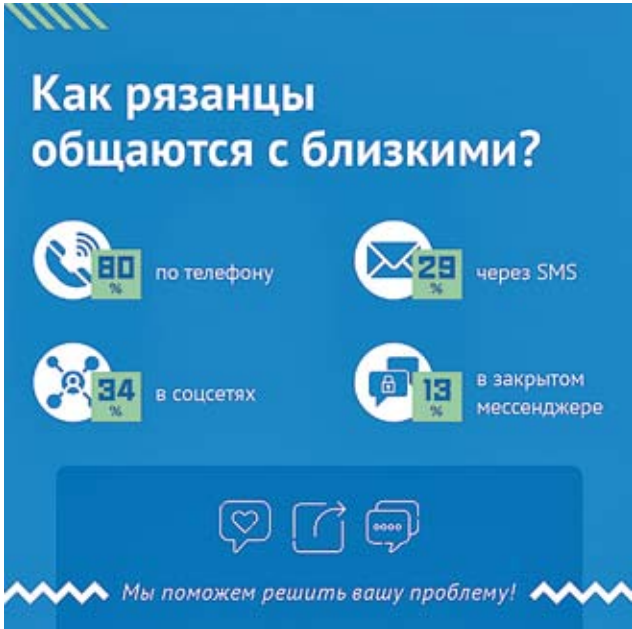 Как рязанцы
общаются с близкими?
80
%
по телефону
29
%
через SMS
34
%
в соцсетях
13
%
в закрытом
мессенджере
Мы поможем решить вашу проблему!